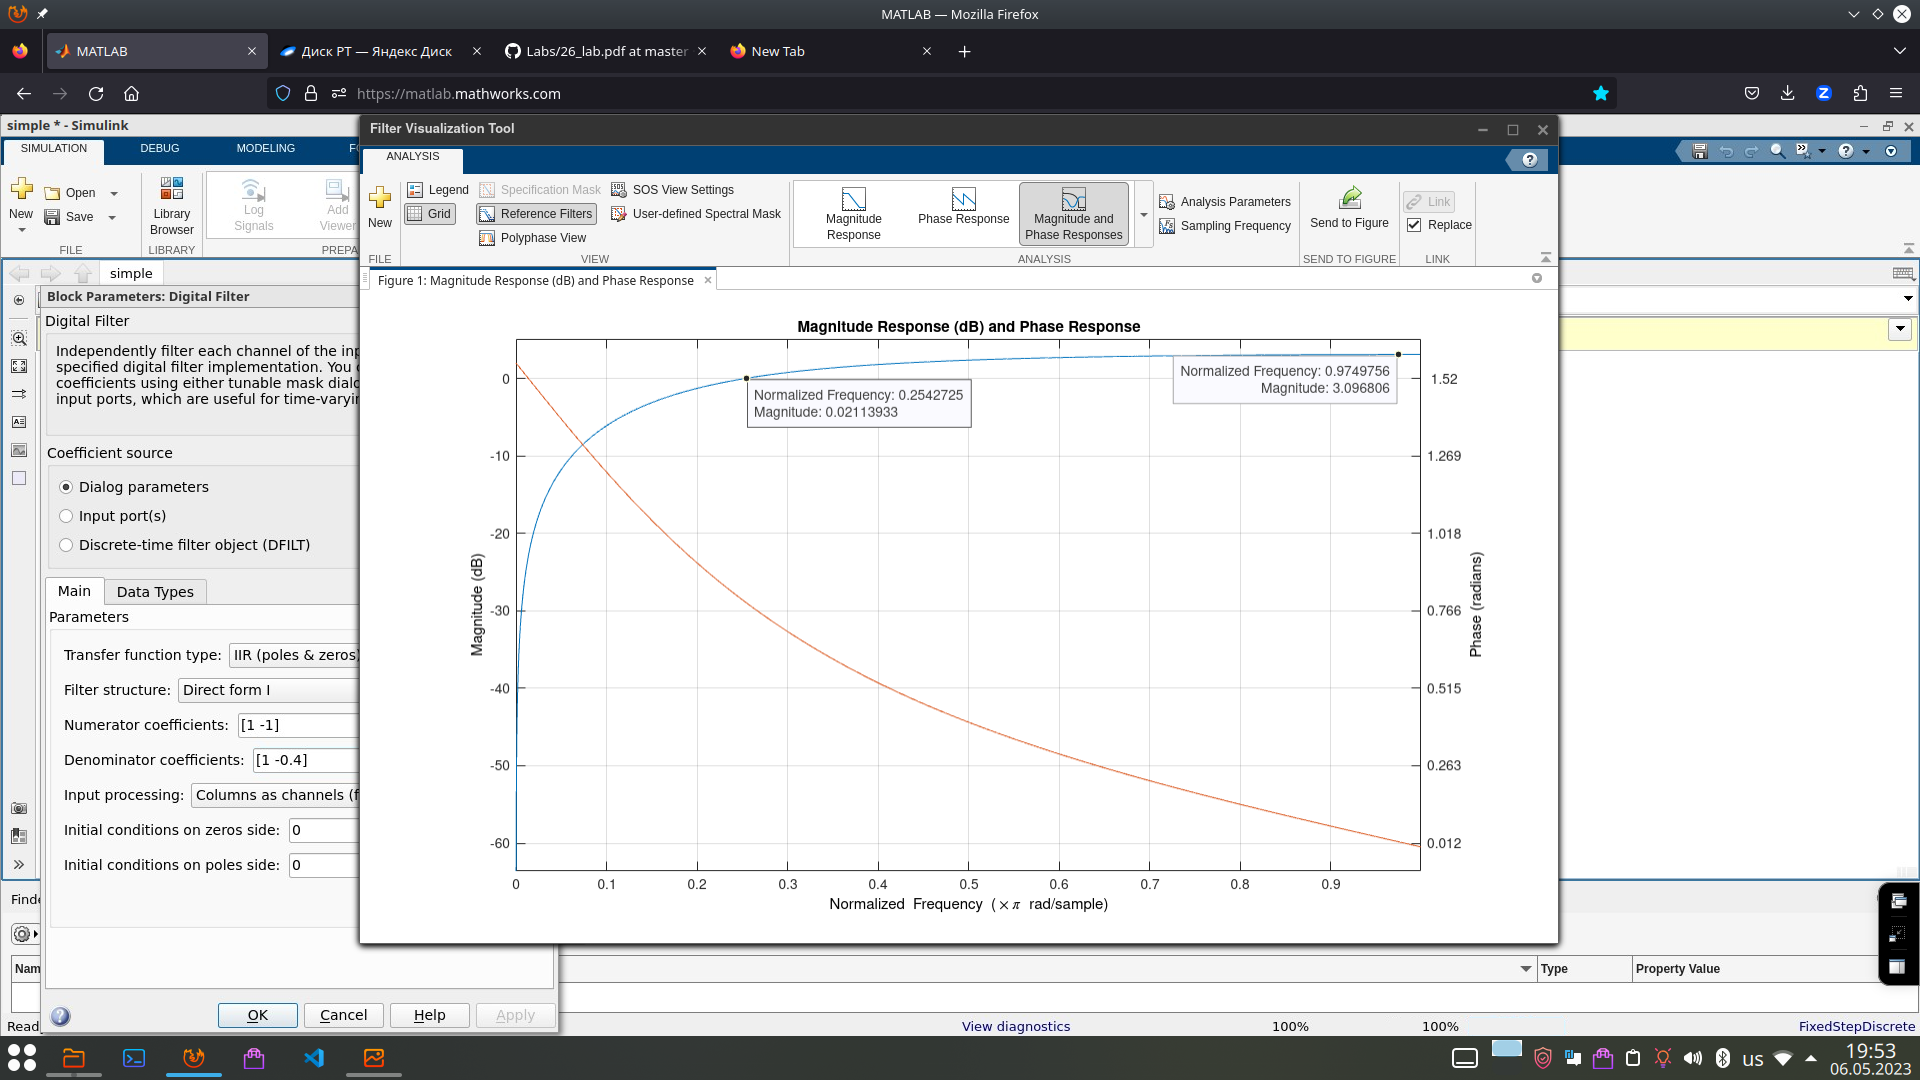 MATLAB — Mozilla Firefox
MATLAB
Диск РТ — Яндекс Диск
Labs/26_lab.pdf at master
New Tab
https://matlab.mathworks.com
simple * - Simulink
SIMULATION
DEBUG
MODELING
New
Open
Save
FILE
Library
Browser
LIBRARY
Log
Signals
Add
Viewer
PREPA
simple
Block Parameters: Digital Filter
Digital Filter
Independently filter each channel of the inp
specified digital filter implementation. You c
coefficients using either tunable mask dialo
input ports, which are useful for time-varyin
Coefficient source
Dialog parameters
Input port(s)
Discrete-time filter object (DFILT)
Main
Data Types
Parameters
Transfer function type: IIR (poles & zeros)
Filter structure: Direct form I
Numerator coefficients: [1 -1]
Denominator coefficients: [1 -0.4]
Input processing: Columns as channels (f
Initial conditions on zeros side: 0
Initial conditions on poles side: 0
OK
Cancel
Help
Apply
Filter Visualization Tool
ANALYSIS
New
FILE
Legend
Grid
Specification Mask
Reference Filters
Polyphase View
SOS View Settings
User-defined Spectral Mask
VIEW
Magnitude
Response
Phase Response
Magnitude and
Phase Responses
Analysis Parameters
Sampling Frequency
ANALYSIS
Send to Figure
SEND TO FIGURE
Link
Replace
LINK
Figure 1: Magnitude Response (dB) and Phase Response
Magnitude Response (dB) and Phase Response
Normalized Frequency: 0.2542725
Magnitude: 0.02113933
Normalized Frequency: 0.9749756
Magnitude: 3.096806
Magnitude (dB)
0
-10
-20
-30
-40
-50
-60
1.52
1.269
1.018
0.766
0.515
0.263
0.012
Phase (radians)
0 0.1 0.2 0.3 0.4 0.5 0.6 0.7 0.8 0.9
Normalized Frequency (×π rad/sample)
Type
Property Value
View diagnostics
100%
100%
FixedStepDiscrete
us
19:53
06.05.2023